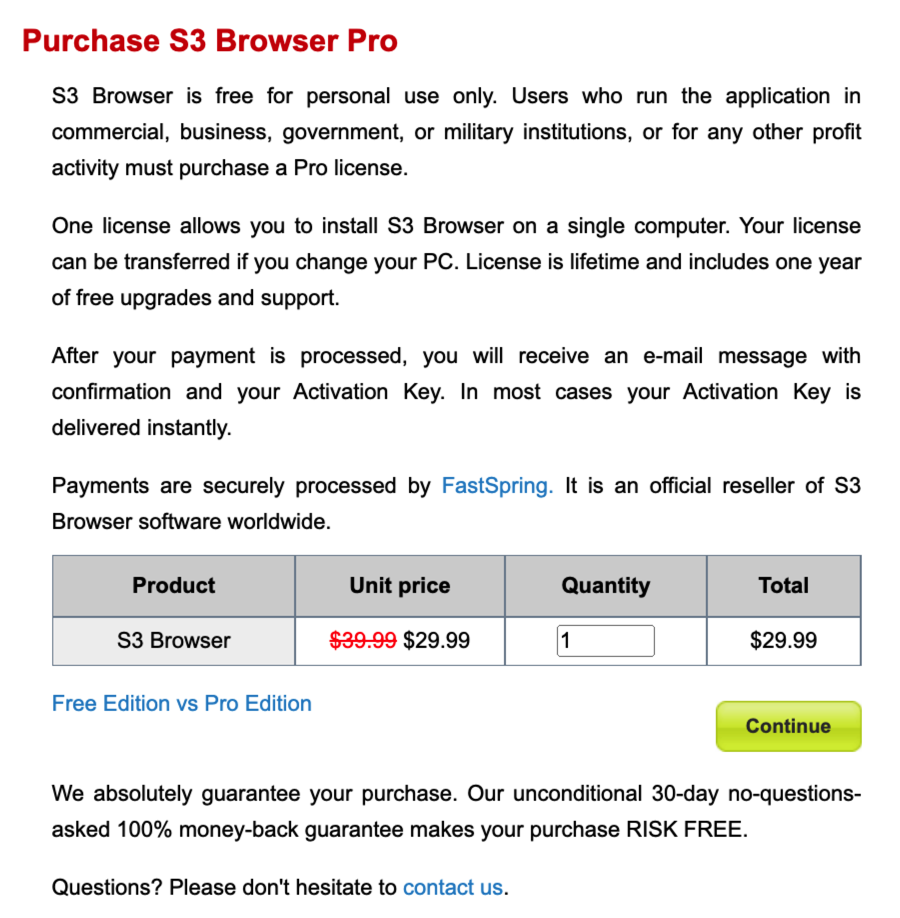 Purchase S3 Browser Pro
S3 Browser is free for personal use only. Users who run the application in
commercial, business, government, or military institutions, or for any other profit
activity must purchase a Pro license.
One license allows you to install S3 Browser on a single computer. Your license
can be transferred if you change your PC. License is lifetime and includes one year
of free upgrades and support.
After your payment is processed, you will receive an e-mail message with
confirmation and your Activation Key. In most cases your Activation Key is
delivered instantly.
Payments are securely processed by FastSpring. It is an official reseller of S3
Browser software worldwide.
Product Unit price Quantity Total
S3 Browser $39.99 $29.99 1 $29.99
Free Edition vs Pro Edition
Continue
We absolutely guarantee your purchase. Our unconditional 30-day no-questions-
asked 100% money-back guarantee makes your purchase RISK FREE.
Questions? Please don't hesitate to contact us.